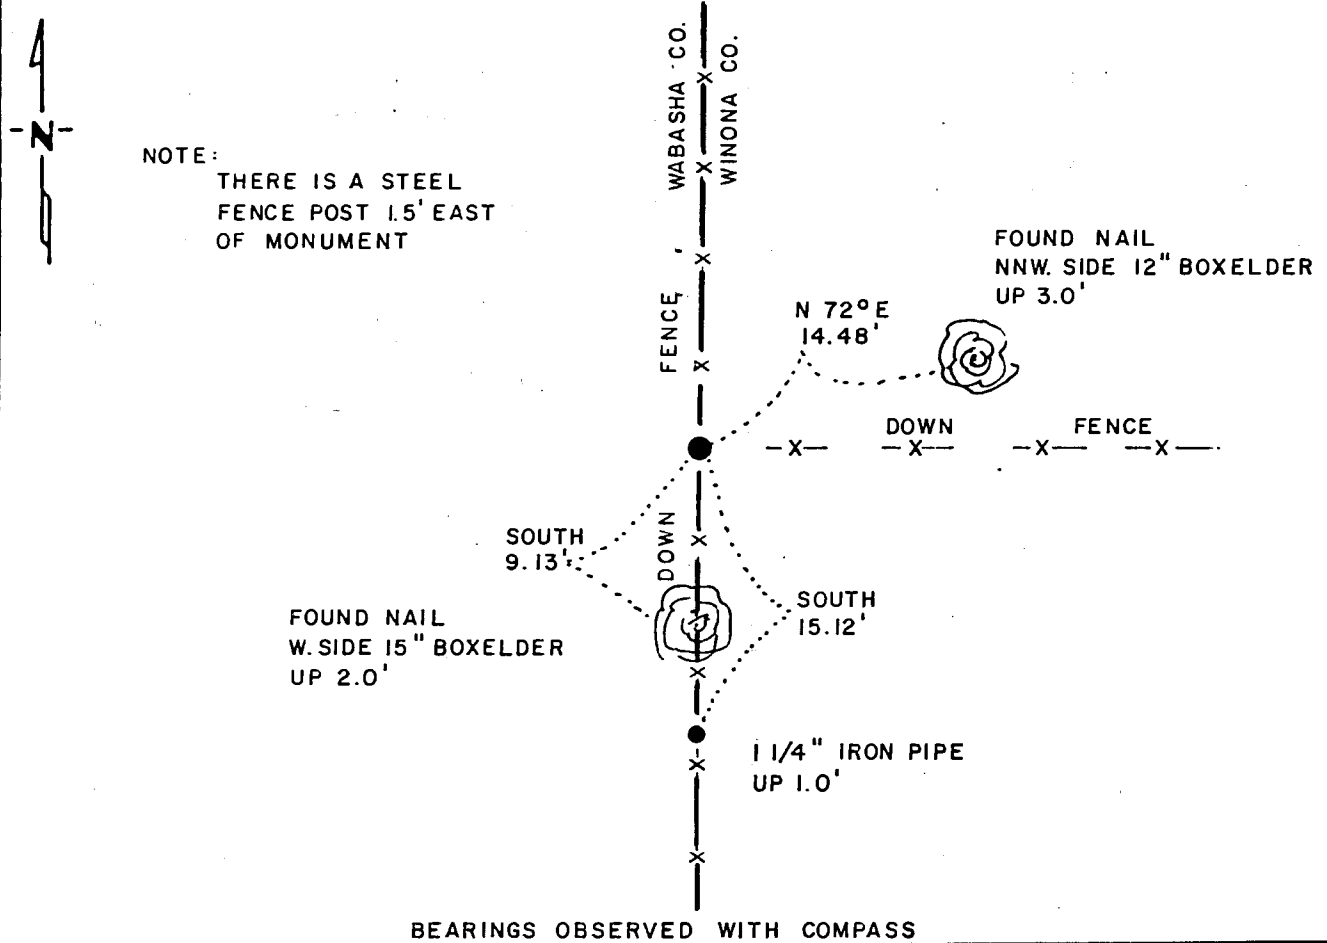 WABASHA CO.
WINONA CO.
N
NOTE:
THERE IS A STEEL
FENCE POST 1.5' EAST
OF MONUMENT
FOUND NAIL
NNW. SIDE 12" BOXELDER
UP 3.0'
N 72° E
14.48'
FENCE
DOWN FENCE
SOUTH
9.13'
DOWN
SOUTH
15.12'
FOUND NAIL
W. SIDE 15" BOXELDER
UP 2.0'
1 1/4" IRON PIPE
UP 1.0'
BEARINGS OBSERVED WITH COMPASS